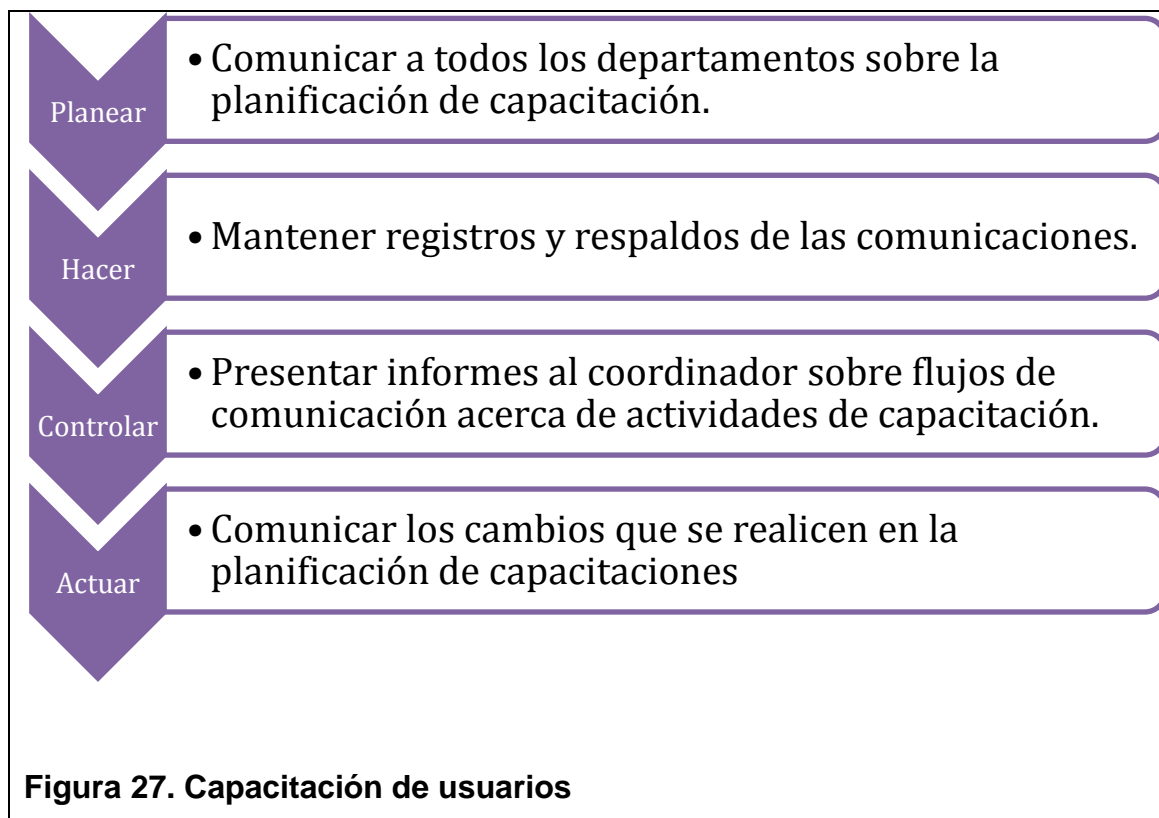 Planear
• Comunicar a todos los departamentos sobre la
planificación de capacitación.
Hacer
• Mantener registros y respaldos de las comunicaciones.
Controlar
• Presentar informes al coordinador sobre flujos de
comunicación acerca de actividades de capacitación.
Actuar
• Comunicar los cambios que se realicen en la
planificación de capacitaciones
Figura 27. Capacitación de usuarios